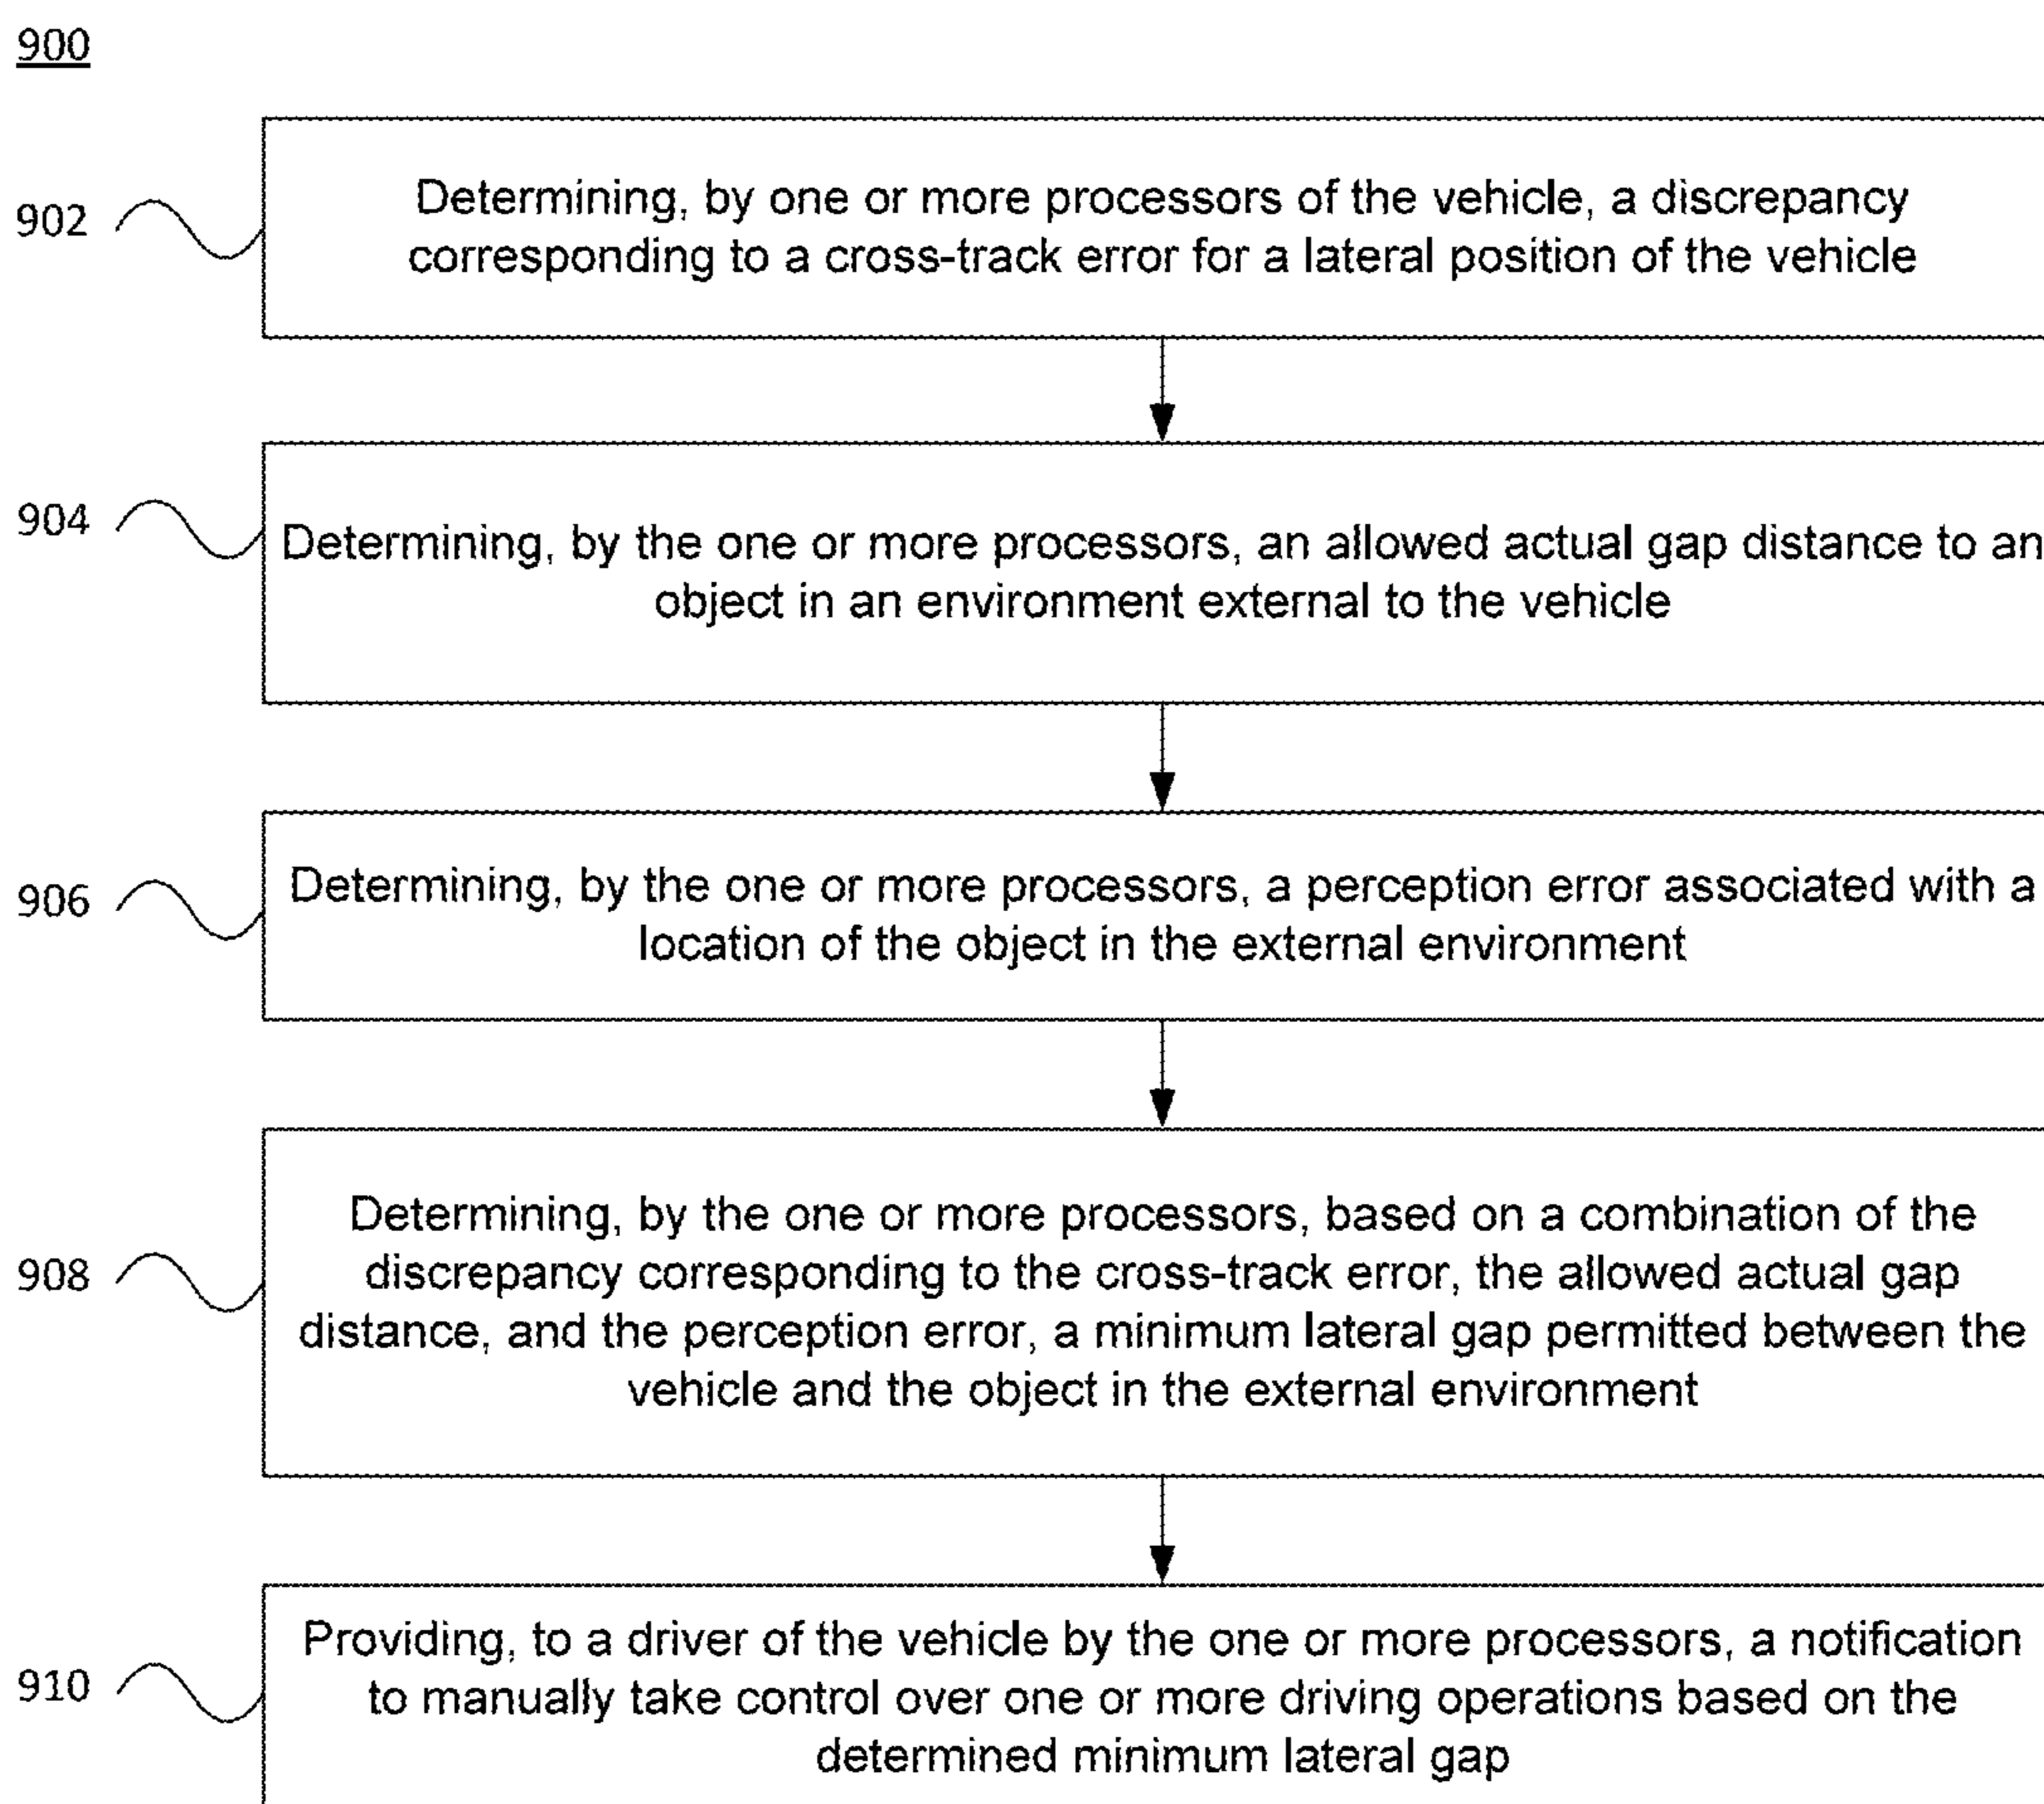 900
902
Determining, by one or more processors of the vehicle, a discrepancy
corresponding to a cross-track error for a lateral position of the vehicle
904
Determining, by the one or more processors, an allowed actual gap distance to an
object in an environment external to the vehicle
906
Determining, by the one or more processors, a perception error associated with a
location of the object in the external environment
908
Determining, by the one or more processors, based on a combination of the
discrepancy corresponding to the cross-track error, the allowed actual gap
distance, and the perception error, a minimum lateral gap permitted between the
vehicle and the object in the external environment
910
Providing, to a driver of the vehicle by the one or more processors, a notification
to manually take control over one or more driving operations based on the
determined minimum lateral gap